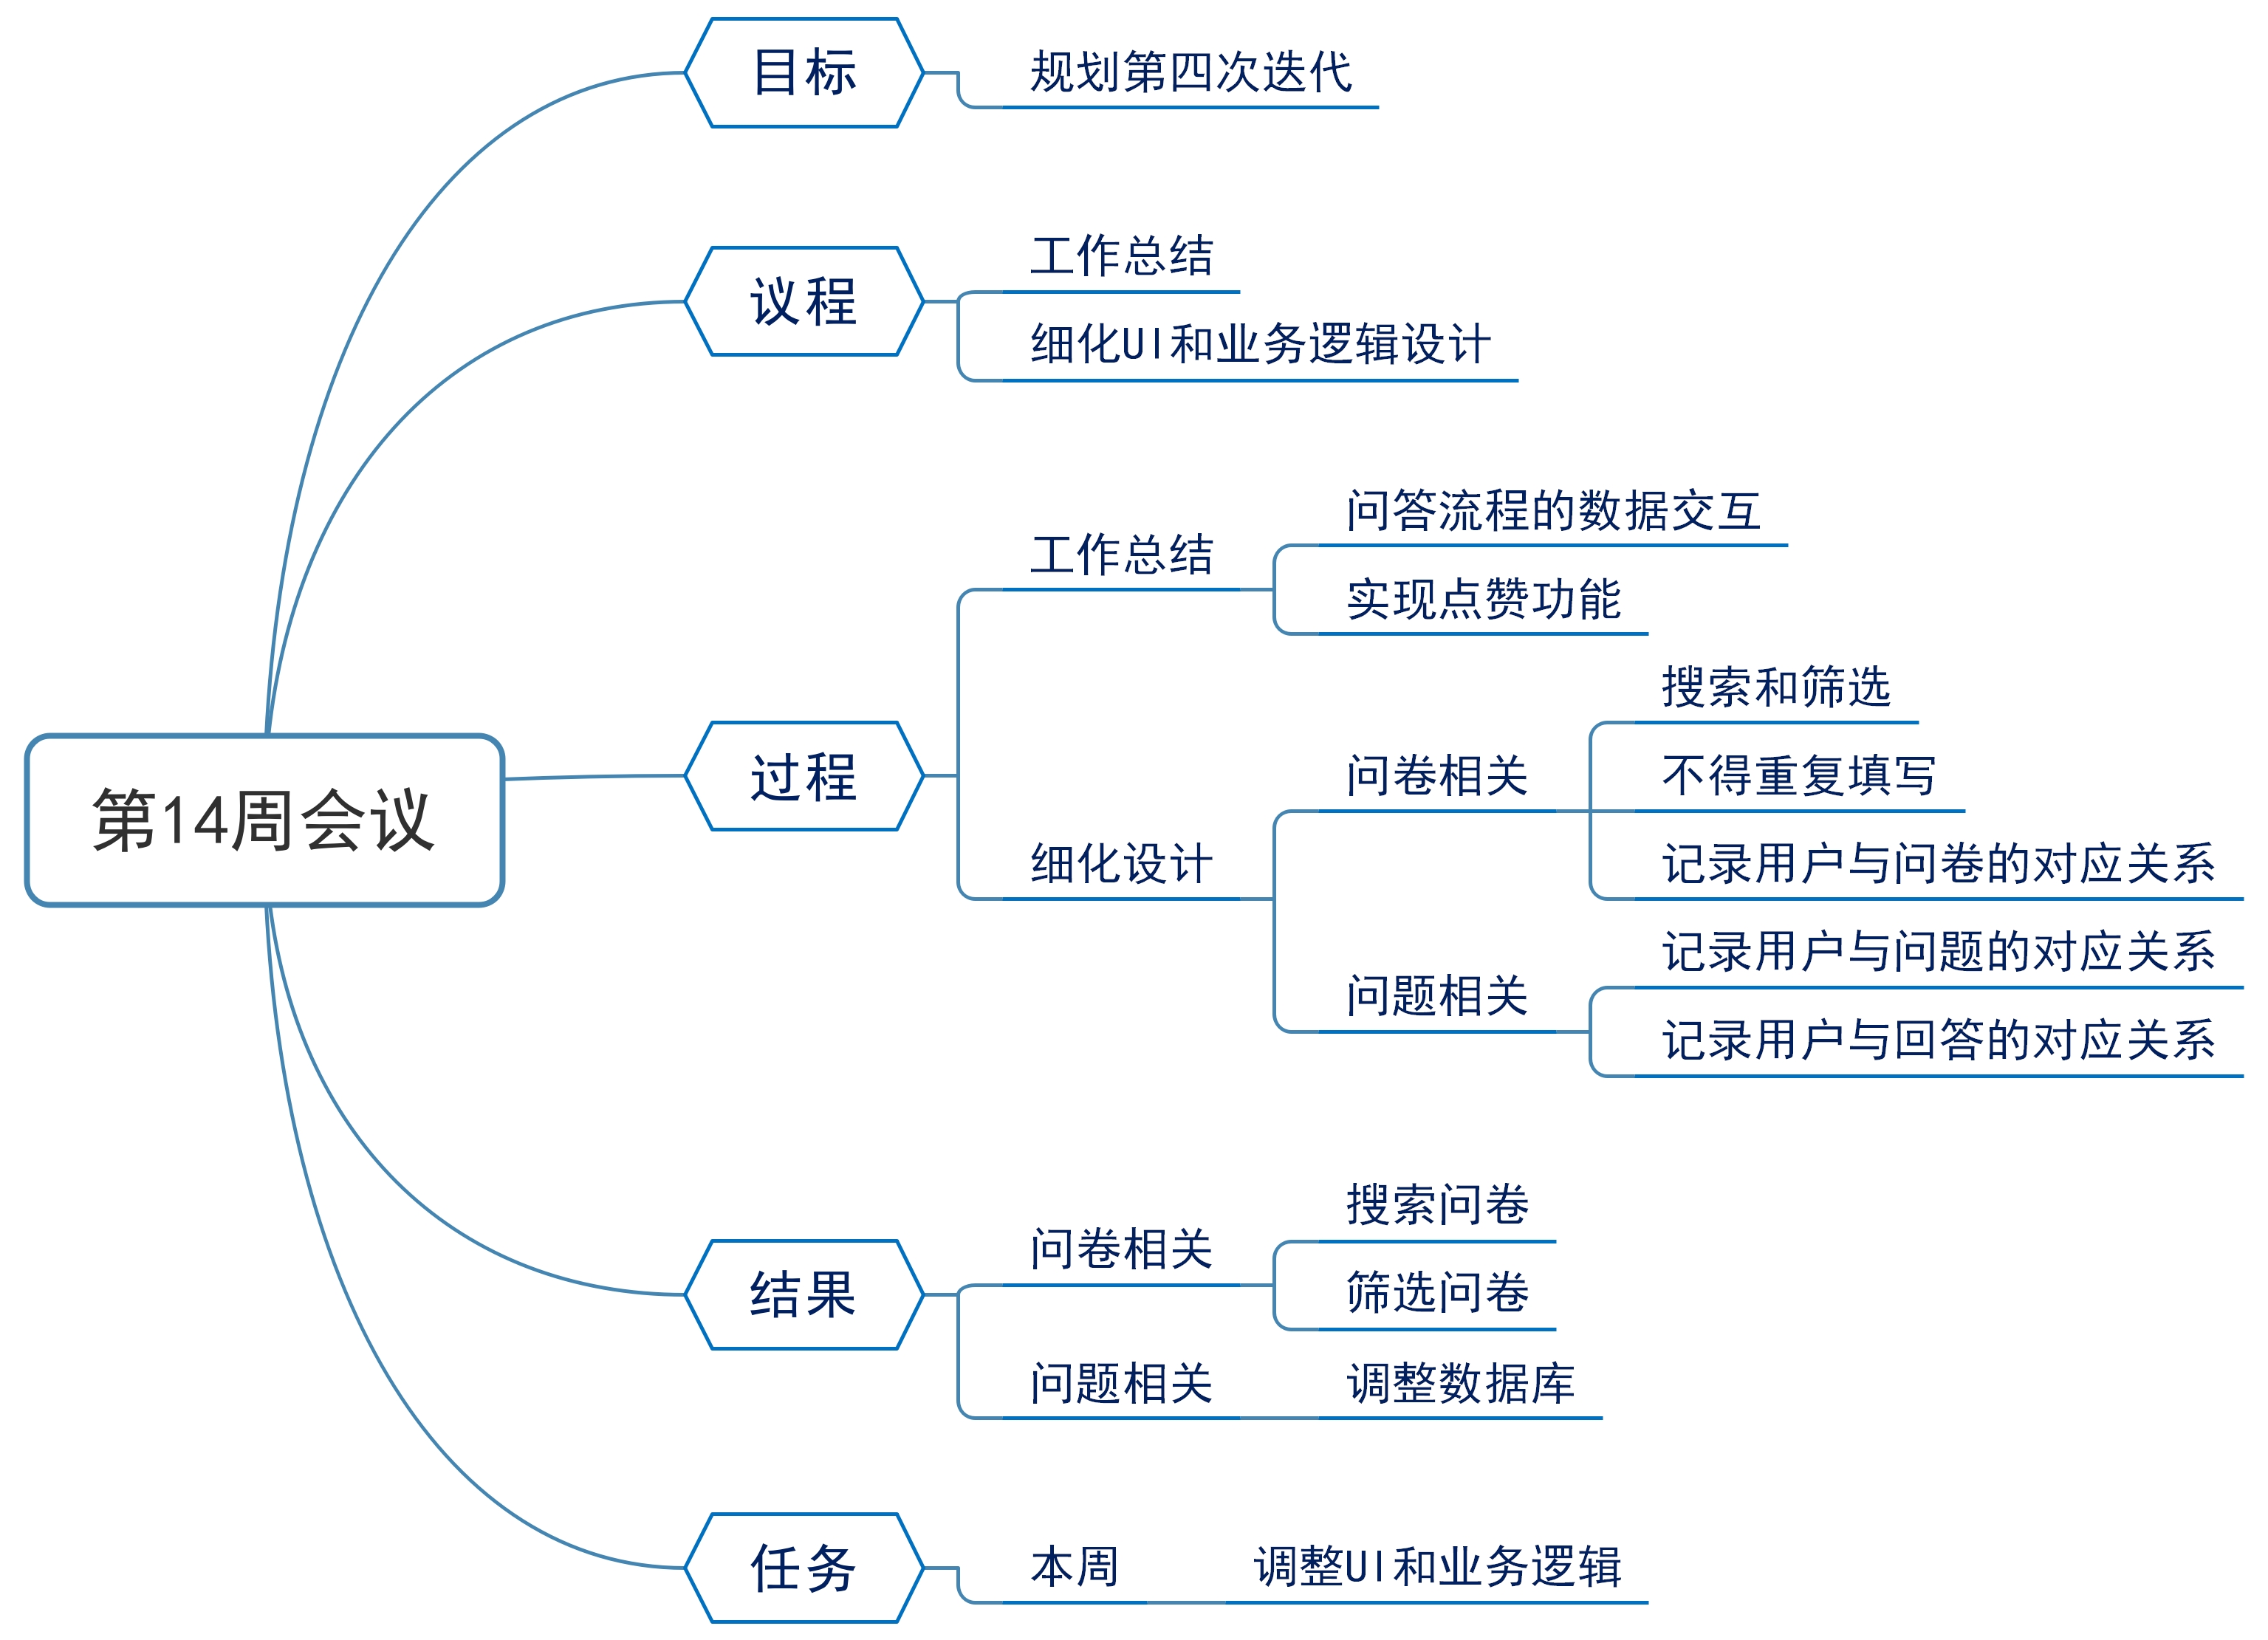 第14周会议
目标
规划第四次迭代
议程
工作总结
细化UI和业务逻辑设计
过程
工作总结
问答流程的数据交互
实现点赞功能
细化设计
问卷相关
搜索和筛选
不得重复填写
记录用户与问卷的对应关系
问题相关
记录用户与问题的对应关系
记录用户与回答的对应关系
结果
问卷相关
搜索问卷
筛选问卷
问题相关
调整数据库
任务
本周
调整UI和业务逻辑